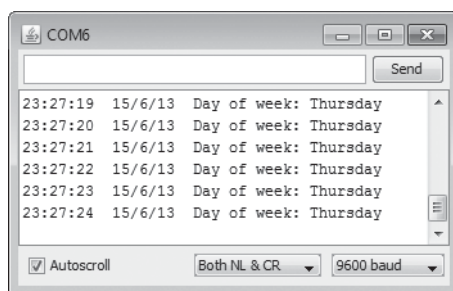 COM6
Send
23:27:19 15/6/13 Day of week: Thursday
23:27:20 15/6/13 Day of week: Thursday
23:27:21 15/6/13 Day of week: Thursday
23:27:22 15/6/13 Day of week: Thursday
23:27:23 15/6/13 Day of week: Thursday
23:27:24 15/6/13 Day of week: Thursday
Autoscroll Both NL & CR 9600 baud